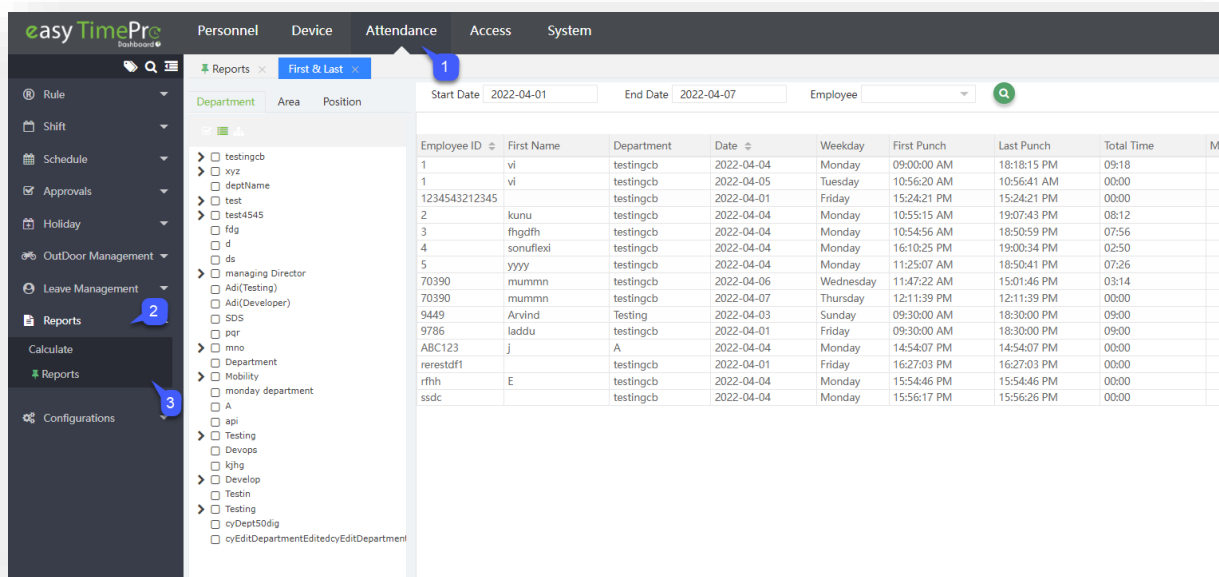 easy TimePro
Dashboard
Personnel Device Attendance Access System
1
Reports × First & Last ×
® Rule
Shift
Schedule
Approvals
Holiday
OutDoor Management
Leave Management
2
Reports
Calculate
Reports
3
Configurations
Department Area Position
testingcb
xyz
deptName
test
test4545
fdg
d
ds
managing Director
Adi(Testing)
Adi(Developer)
SDS
pqr
mno
Department
Mobility
monday department
A
api
Testing
Devops
kjhg
Develop
Testin
Testing
cyDept50dig
cyEditDepartmentEditedcyEditDepartment
Start Date 2022-04-01 End Date 2022-04-07 Employee
Employee ID First Name Department Date Weekday First Punch Last Punch Total Time M
1 vi testingcb 2022-04-04 Monday 09:00:00 AM 18:18:15 PM 09:18
1 vi testingcb 2022-04-05 Tuesday 10:56:20 AM 10:56:41 AM 00:00
1234543212345 testingcb 2022-04-01 Friday 15:24:21 PM 15:24:21 PM 00:00
2 kunu testingcb 2022-04-04 Monday 10:55:15 AM 19:07:43 PM 08:12
3 fhgdfh testingcb 2022-04-04 Monday 10:54:56 AM 18:50:59 PM 07:56
4 sonuflexi testingcb 2022-04-04 Monday 16:10:25 PM 19:00:34 PM 02:50
5 yyyy testingcb 2022-04-04 Monday 11:25:07 AM 18:50:41 PM 07:26
70390 mummn testingcb 2022-04-06 Wednesday 11:47:22 AM 15:01:46 PM 03:14
70390 mummn testingcb 2022-04-07 Thursday 12:11:39 PM 12:11:39 PM 00:00
9449 Arvind Testing 2022-04-03 Sunday 09:30:00 AM 18:30:00 PM 09:00
9786 laddu testingcb 2022-04-01 Friday 09:30:00 AM 18:30:00 PM 09:00
ABC123 j A 2022-04-04 Monday 14:54:07 PM 14:54:07 PM 00:00
rerestdf1 testingcb 2022-04-01 Friday 16:27:03 PM 16:27:03 PM 00:00
rfhh E testingcb 2022-04-04 Monday 15:54:46 PM 15:54:46 PM 00:00
ssdc testingcb 2022-04-04 Monday 15:56:17 PM 15:56:26 PM 00:00